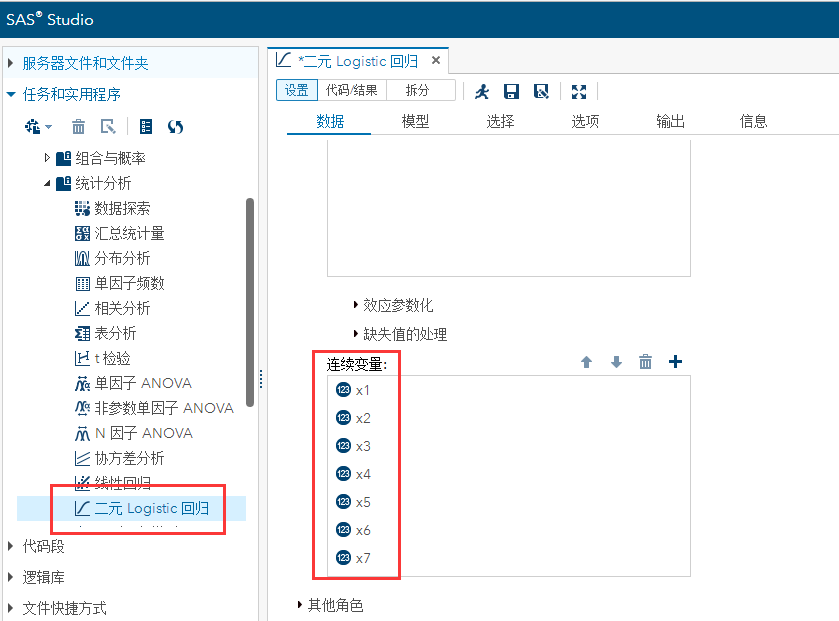 SAS® Studio
服务器文件和文件夹
任务和实用程序
组合与概率
统计分析
数据探索
汇总统计量
分布分析
单因子频数
相关分析
表分析
t 检验
单因子 ANOVA
非参数单因子 ANOVA
N 因子 ANOVA
协方差分析
线性回归
二元 Logistic 回归
代码段
逻辑库
文件快捷方式
*二元 Logistic 回归 ×
设置 代码/结果 拆分
数据 模型 选择 选项 输出 信息
效应参数化
缺失值的处理
连续变量:
123 x1
123 x2
123 x3
123 x4
123 x5
123 x6
123 x7
其他角色